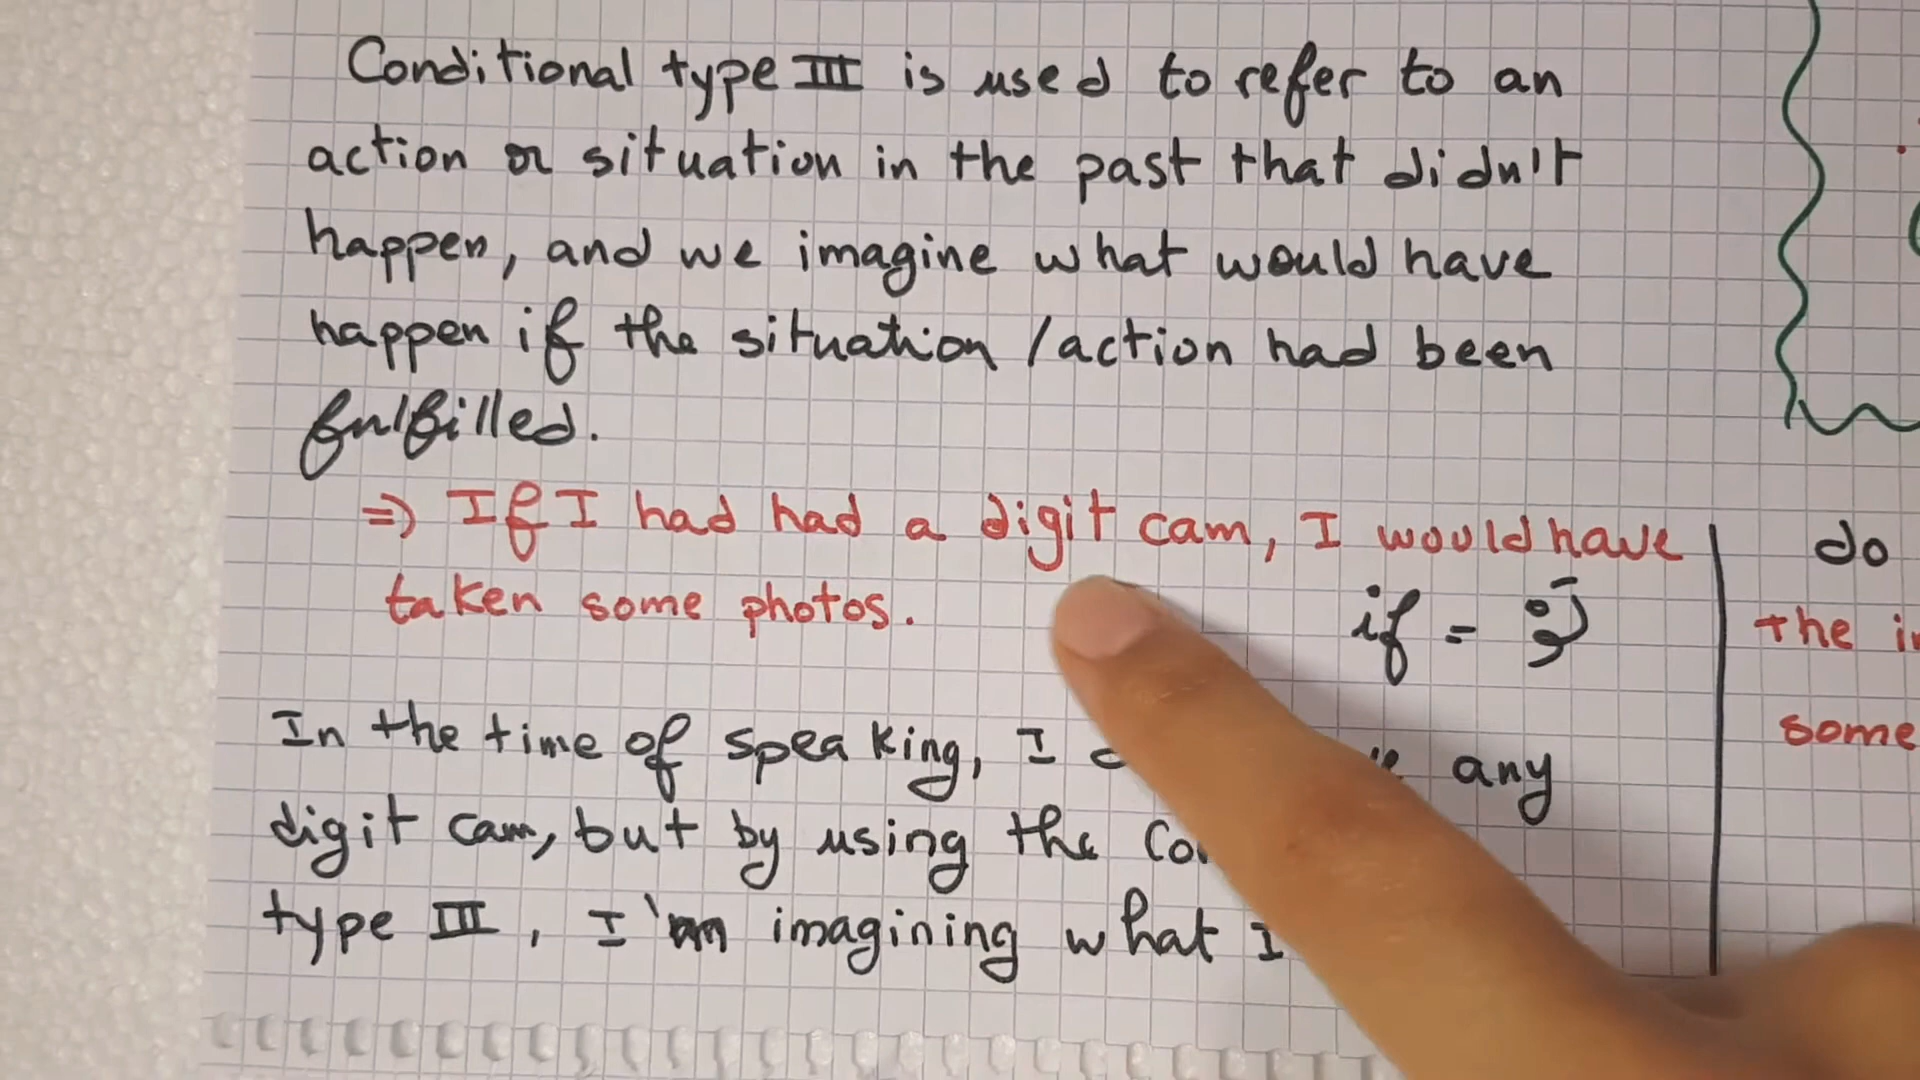 Conditional type III is used to refer to an
action or situation in the past that didn't
happen, and we imagine what would have
happen if the situation / action had been
fulfilled.
=> If I had had a digit cam, I would have
taken some photos.
if =
In the time of speaking, I any
digit cam, but by using the
type III, I'm imagining what I
do
the
some